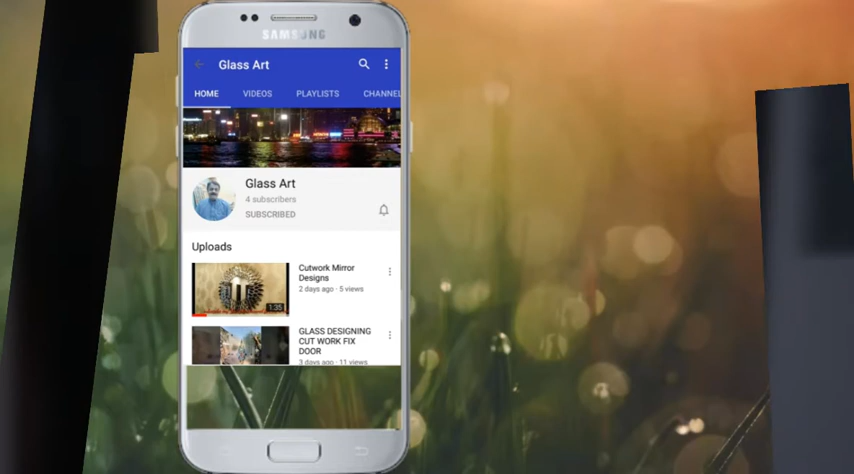 SAMSUNG
Glass Art
HOME VIDEOS PLAYLISTS CHANNEL
Glass Art
4 subscribers
SUBSCRIBED
Uploads
Cutwork Mirror
Designs
2 days ago · 5 views
1:35
GLASS DESIGNING
CUT WORK FIX
DOOR
3 days ago · 11 views